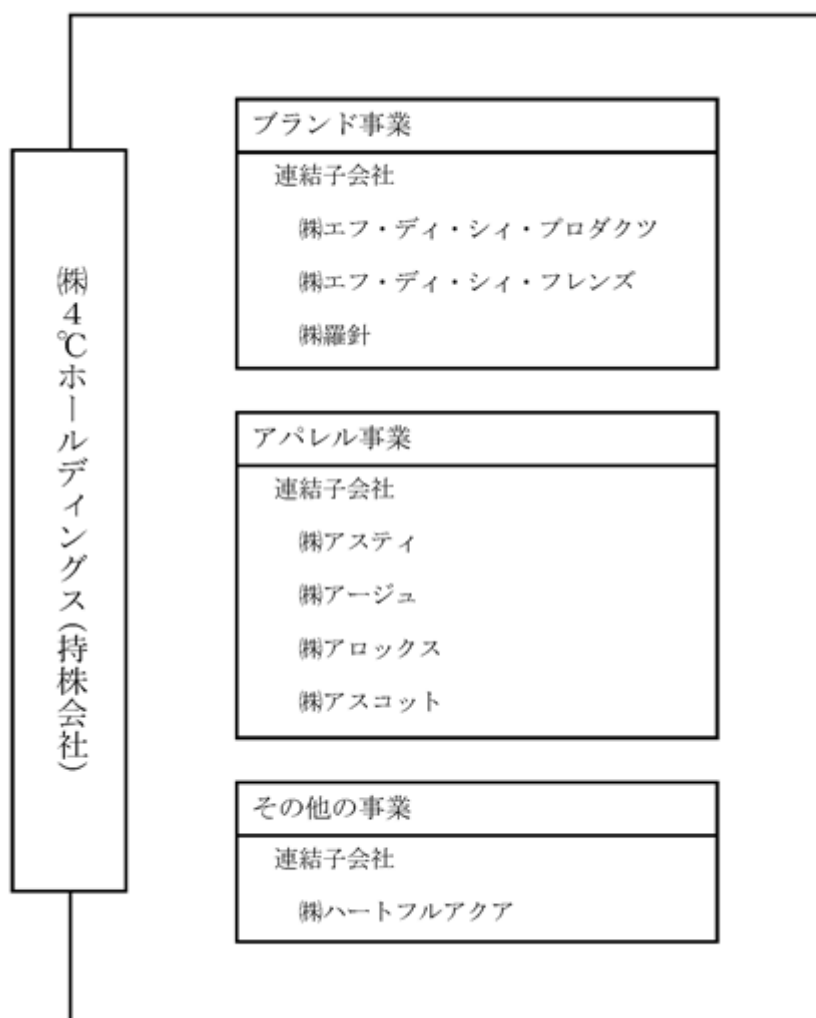 ㈱4℃ホールディングス(持株会社)
ブランド事業
連結子会社
㈱エフ・ディ・シィ・プロダクツ
㈱エフ・ディ・シィ・フレンズ
㈱羅針
アパレル事業
連結子会社
㈱アスティ
㈱アージュ
㈱アロックス
㈱アスコット
その他の事業
連結子会社
㈱ハートフルアクア